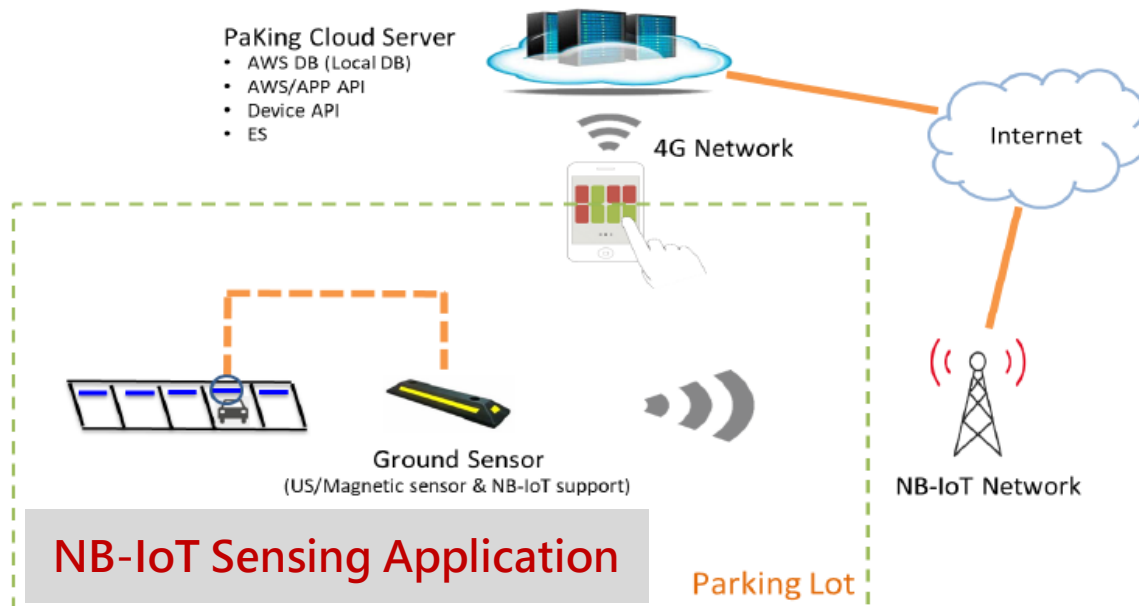 PaKing Cloud Server
• AWS DB (Local DB)
• AWS/APP API
• Device API
• ES
4G Network
Internet
Ground Sensor
(US/Magnetic sensor & NB-IoT support)
NB-IoT Network
NB-IoT Sensing Application
Parking Lot